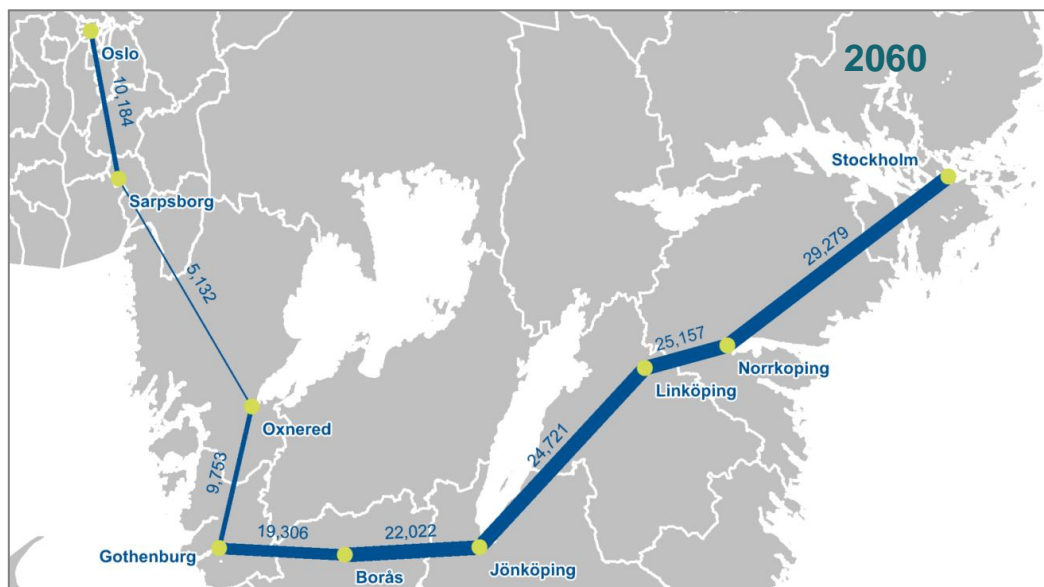 2060
Oslo
10,184
Sarpsborg
5,132
Oxnered
9,753
Gothenburg
19,306
Borås
22,022
Jönköping
24,721
Linköping
25,157
Norrkoping
29,279
Stockholm